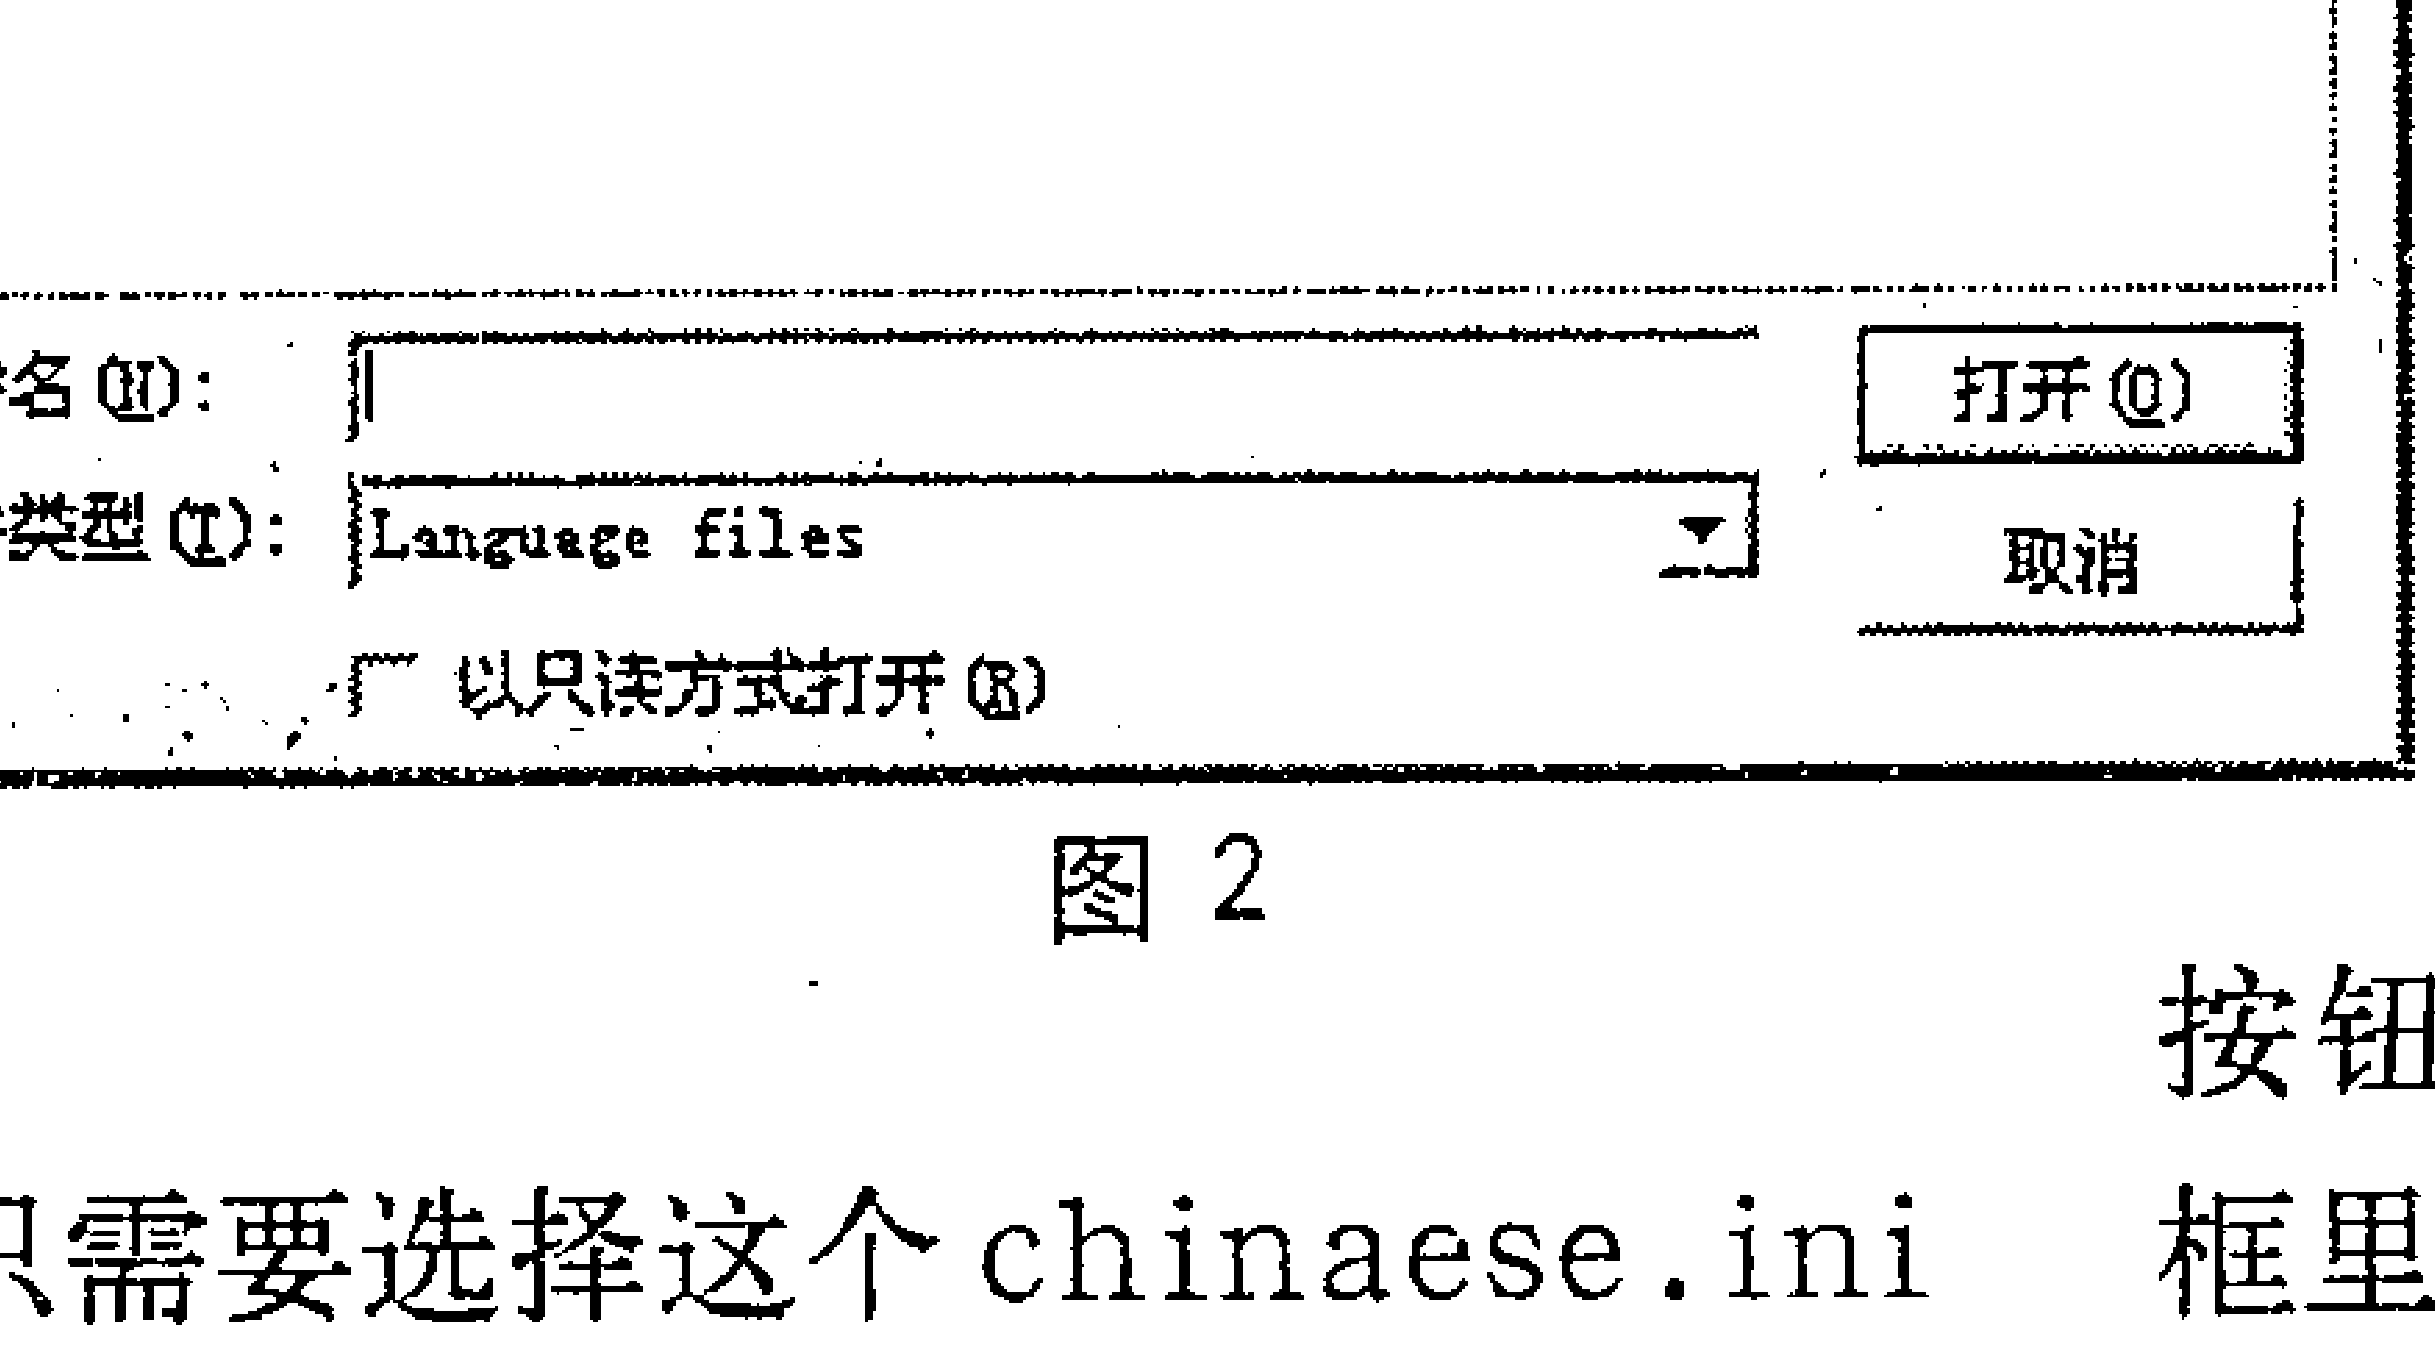 名(N):
打开(O)
类型(T):
Language files
取消
以只读方式打开(R)
图 2
按钮
只需要选择这个chinaese.ini
框里